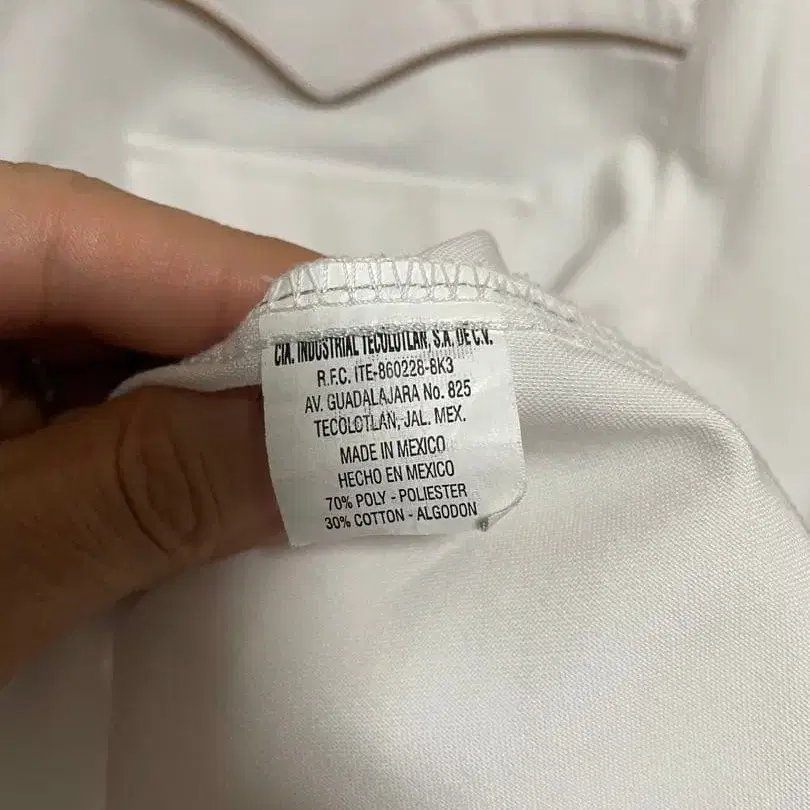 CIA. INDUSTRIAL TECOLOTLAN, S.A. DE C.V.
R.F.C. ITE-860228-8K3
AV. GUADALAJARA No. 825
TECOLOTLAN, JAL. MEX.
MADE IN MEXICO
HECHO EN MEXICO
70% POLY - POLIESTER
30% COTTON - ALGODON